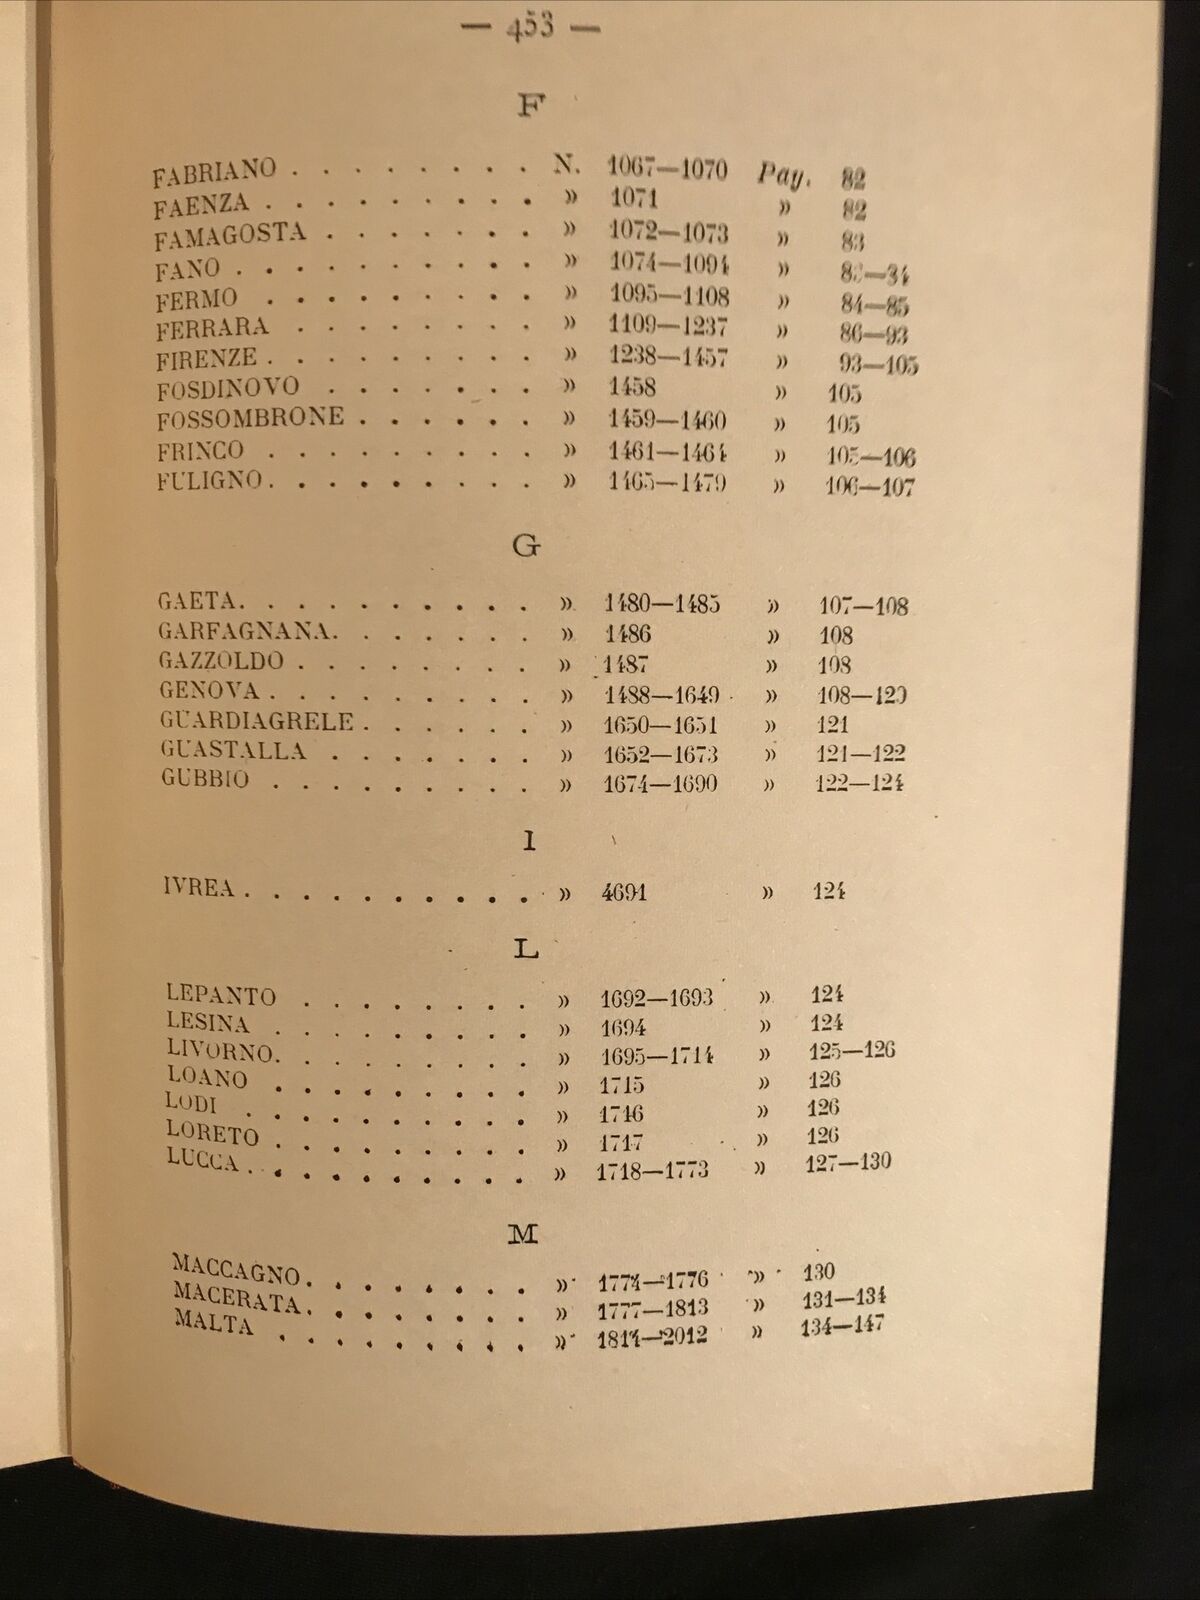 — 453 —
F
FABRIANO . . . . . . . . N. 1067—1070 Pag. 82
FAENZA . . . . . . . . . » 1071 » 82
FAMAGOSTA . . . . . . . » 1072—1073 » 83
FANO . . . . . . . . . . » 1074—1094 » 83—84
FERMO . . . . . . . . . » 1095—1108 » 84—85
FERRARA . . . . . . . . » 1109—1237 » 86—93
FIRENZE . . . . . . . . . » 1238—1457 » 93—105
FOSDINOVO . . . . . . . » 1458 » 105
FOSSOMBRONE . . . . . . » 1459—1460 » 105
FRINCO . . . . . . . . . » 1461—1464 » 105—106
FULIGNO. . . . . . . . . » 1465—1479 » 106—107
G
GAETA. . . . . . . . . . » 1480—1485 » 107—108
GARFAGNANA. . . . . . . » 1486 » 108
GAZZOLDO . . . . . . . . » 1487 » 108
GENOVA . . . . . . . . . » 1488—1649 » 108—120
GUARDIAGRELE . . . . . . » 1650—1651 » 121
GUASTALLA . . . . . . . » 1652—1673 » 121—122
GUBBIO . . . . . . . . . » 1674—1690 » 122—124
I
IVREA . . . . . . . . . . » 4691 » 124
L
LEPANTO . . . . . . . . » 1692—1693 » 124
LESINA . . . . . . . . . » 1694 » 124
LIVORNO. . . . . . . . . » 1695—1714 » 125—126
LOANO . . . . . . . . . » 1715 » 126
LODI . . . . . . . . . . » 1716 » 126
LORETO . . . . . . . . . » 1717 » 126
LUCCA . . . . . . . . . . » 1718—1773 » 127—130
M
MACCAGNO. . . . . . . . » 1774—1776 » 130
MACERATA. . . . . . . . » 1777—1813 » 131—134
MALTA . . . . . . . . . » 1814—2012 » 134—147